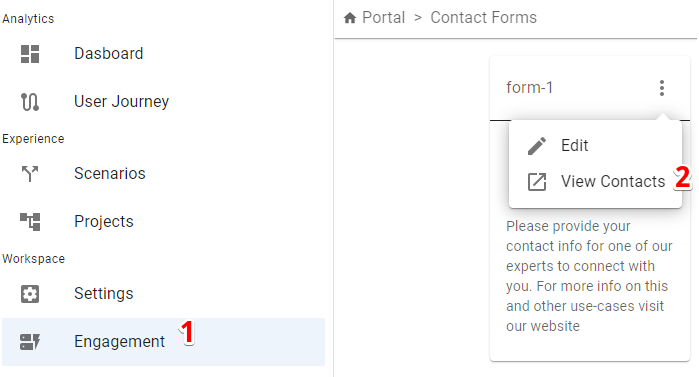 Analytics
Dasboard
User Journey
Experience
Scenarios
Projects
Workspace
Settings
Engagement 1
Portal > Contact Forms
form-1
Edit
View Contacts 2
Please provide your
contact info for one of our
experts to connect with
you. For more info on this
and other use-cases visit
our website